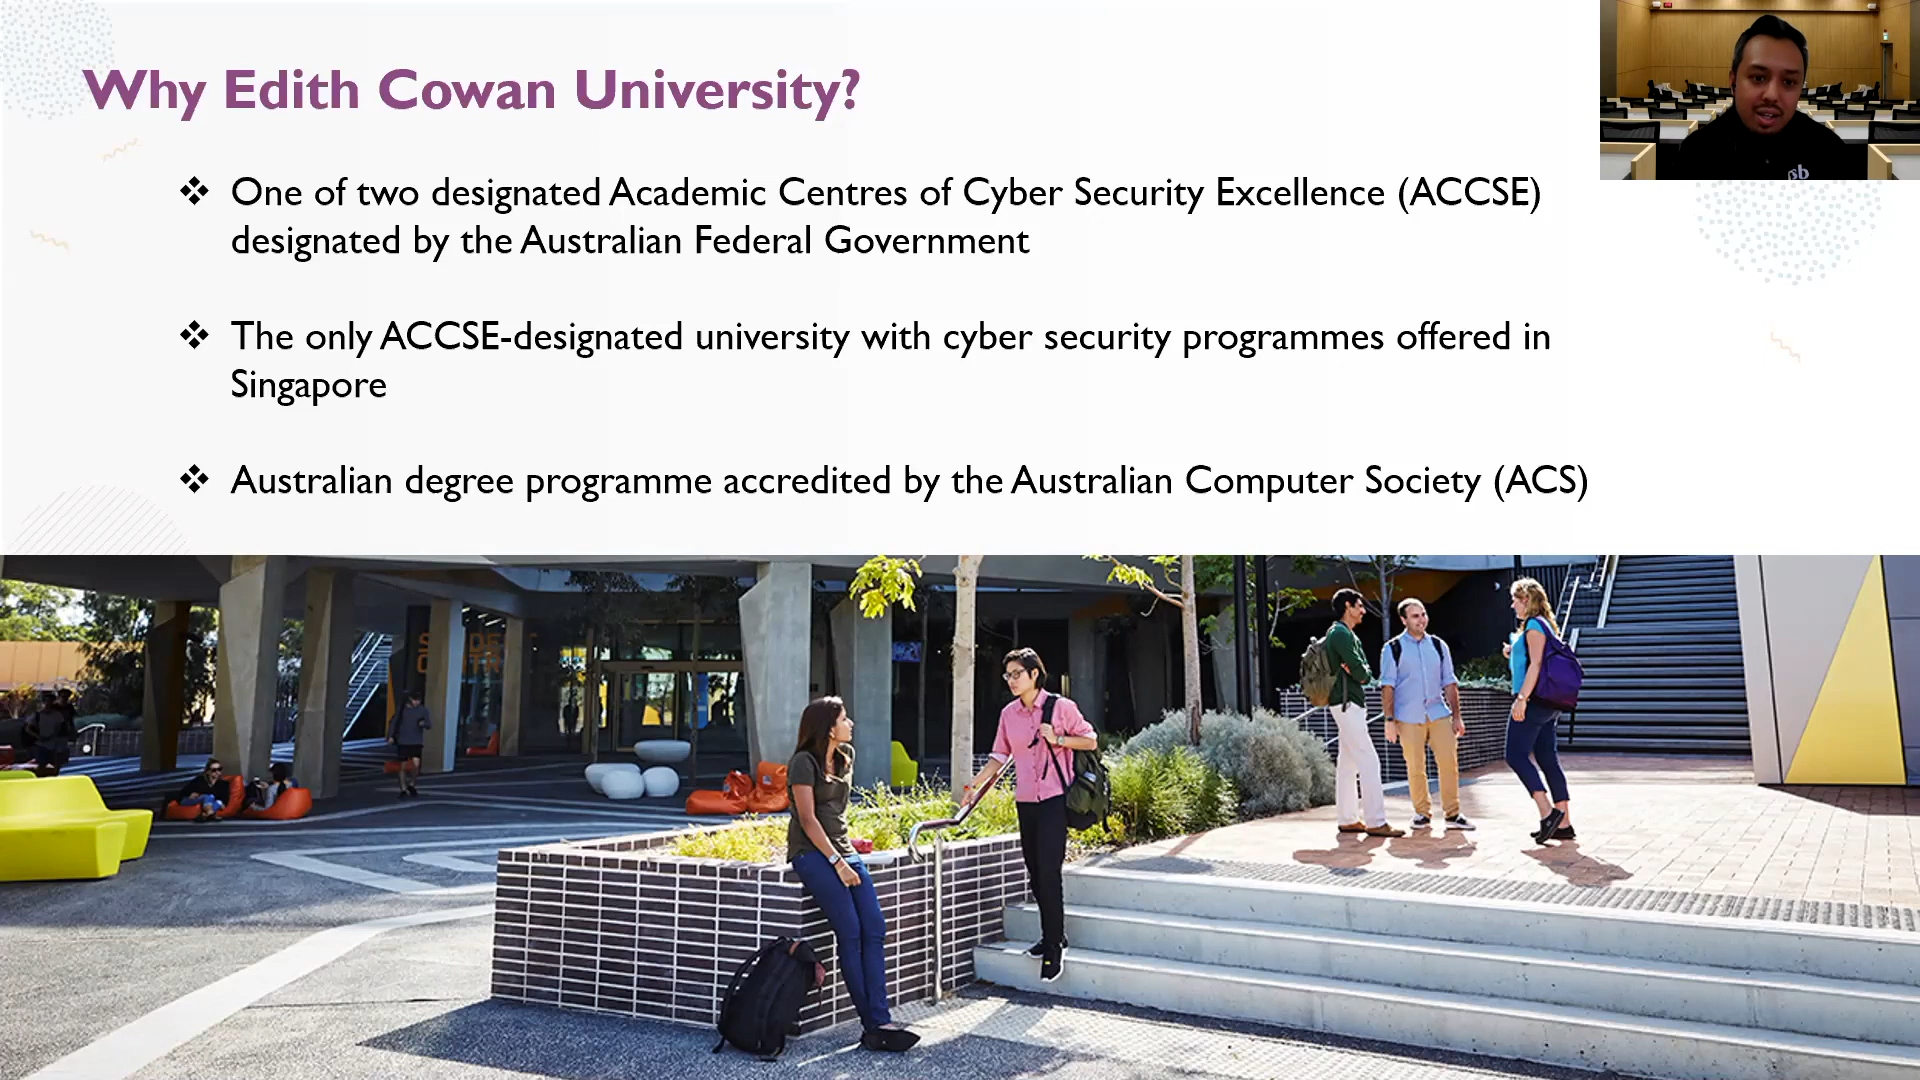 Why Edith Cowan University?
❖ One of two designated Academic Centres of Cyber Security Excellence (ACCSE)
designated by the Australian Federal Government
❖ The only ACCSE-designated university with cyber security programmes offered in
Singapore
❖ Australian degree programme accredited by the Australian Computer Society (ACS)